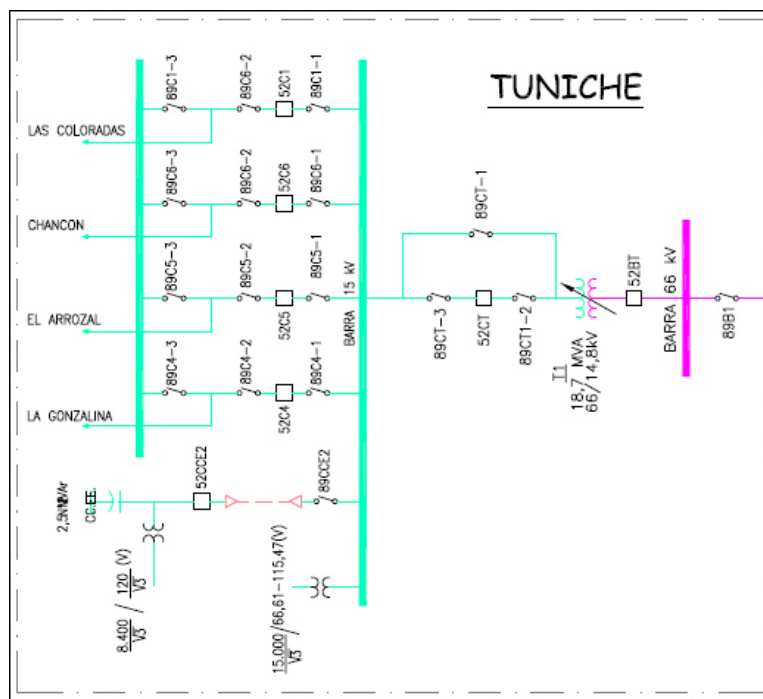 TUNICHE
89C1-3
89C6-2
52C1
89C1-1
LAS COLORADAS
89C6-3
89C6-2
52C6
89C6-1
CHANCON
89C5-3
89C5-2
52C5
89C5-1
EL ARROZAL
89C4-3
89C4-2
52C4
89C4-1
LA GONZALINA
BARRA 15 kV
89CT-1
89CT-3
52CT
89CT1-2
T1
18,7 MVA
66/14,8kV
52BT
BARRA 66 kV
89B1
CC.EE.
52CCE2
89CCE2
8.400 / 120 (V)
V3 V3
15.000/66,61-115,47(V)
V3